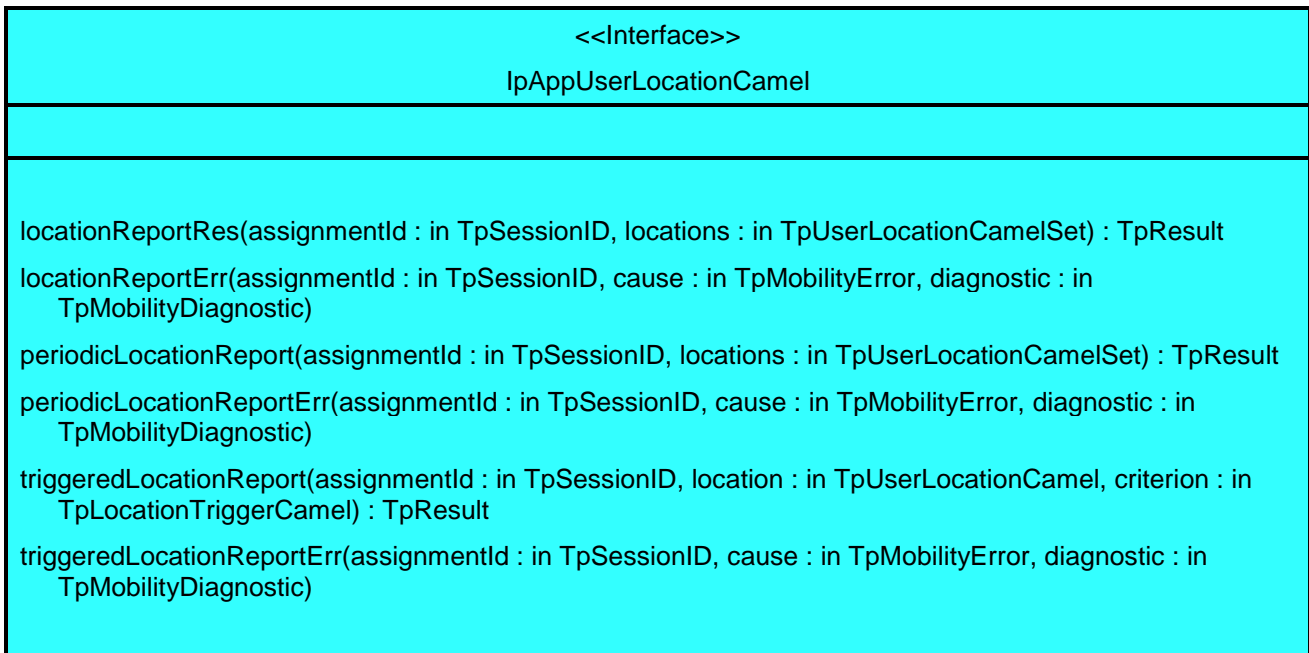 <<Interface>>
IpAppUserLocationCamel
locationReportRes(assignmentId : in TpSessionID, locations : in TpUserLocationCamelSet) : TpResult
locationReportErr(assignmentId : in TpSessionID, cause : in TpMobilityError, diagnostic : in
TpMobilityDiagnostic)
periodicLocationReport(assignmentId : in TpSessionID, locations : in TpUserLocationCamelSet) : TpResult
periodicLocationReportErr(assignmentId : in TpSessionID, cause : in TpMobilityError, diagnostic : in
TpMobilityDiagnostic)
triggeredLocationReport(assignmentId : in TpSessionID, location : in TpUserLocationCamel, criterion : in
TpLocationTriggerCamel) : TpResult
triggeredLocationReportErr(assignmentId : in TpSessionID, cause : in TpMobilityError, diagnostic : in
TpMobilityDiagnostic)